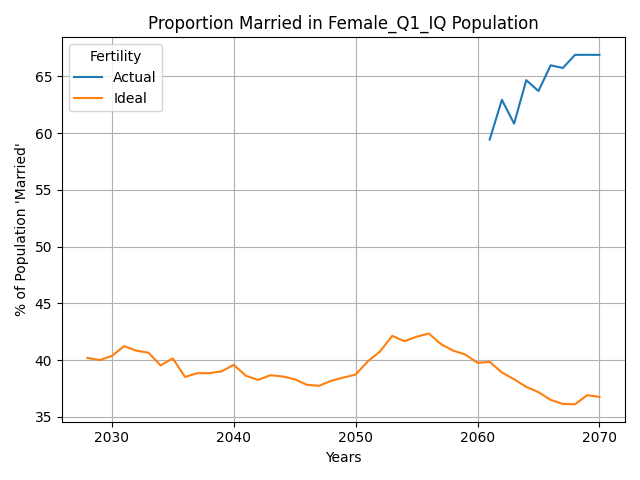 Proportion Married in Female_Q1_IQ Population
% of Population 'Married'
Fertility
Actual
Ideal
65
60
55
50
45
40
35
2030 2040 2050 2060 2070
Years